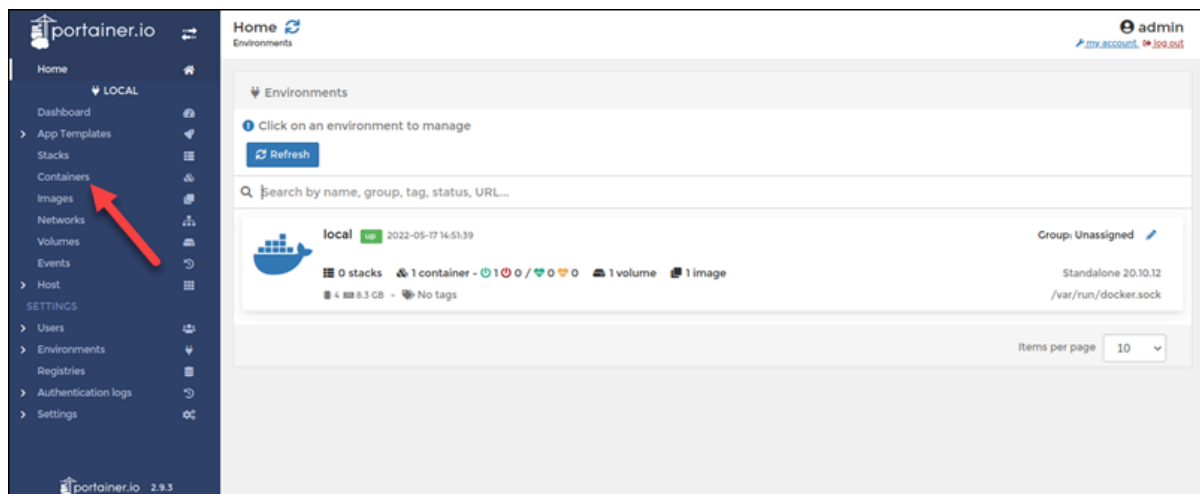 portainer.io
Home
LOCAL
Dashboard
App Templates
Stacks
Containers
Images
Networks
Volumes
Events
Host
SETTINGS
Users
Environments
Registries
Authentication logs
Settings
portainer.io 2.9.3
Home
Environments
admin
my account log out
Environments
Click on an environment to manage
Refresh
Search by name, group, tag, status, URL...
local up 2022-05-17 14:51:39
Group: Unassigned
0 stacks 1 container - 1 0 / 0 0 1 volume 1 image
Standalone 20.10.12
4 8.3 GB - No tags
/var/run/docker.sock
Items per page 10